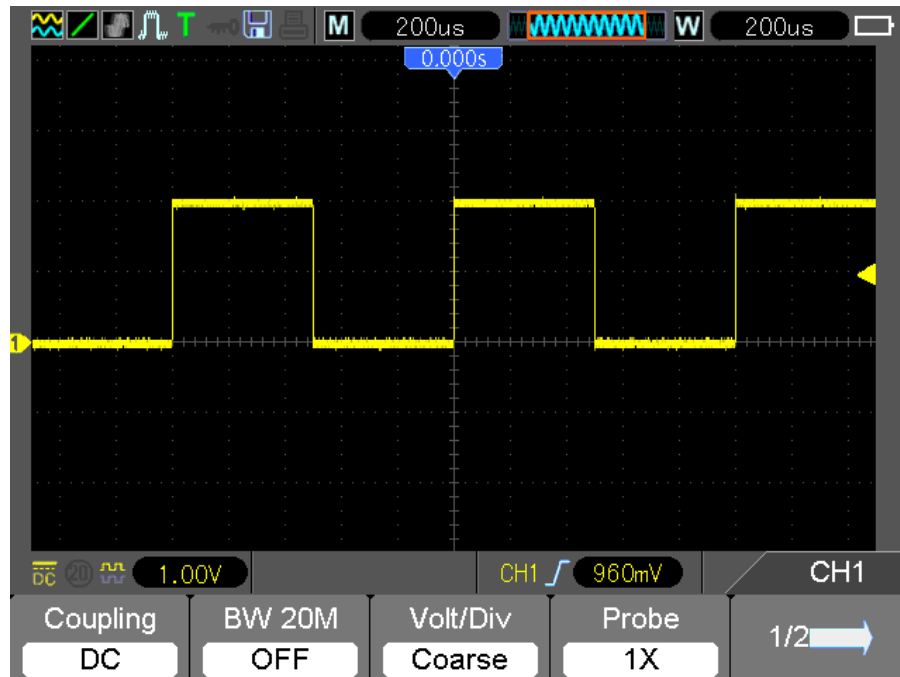 T M 200us W 200us
0.000s
1
DC 20 1.00V CH1 960mV CH1
Coupling BW 20M Volt/Div Probe 1/2
DC OFF Coarse 1X